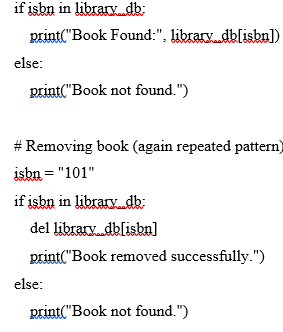 if isbn in library_db:
print("Book Found:", library_db[isbn])
else:
print("Book not found.")
# Removing book (again repeated pattern)
isbn = "101"
if isbn in library_db:
del library_db[isbn]
print("Book removed successfully.")
else:
print("Book not found.")